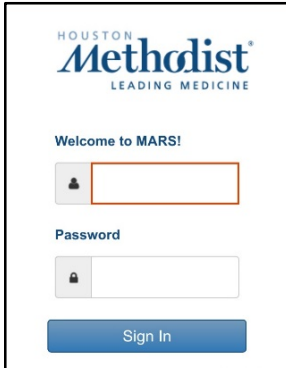 HOUSTON
Methodist®
LEADING MEDICINE
Welcome to MARS!
Password
Sign In